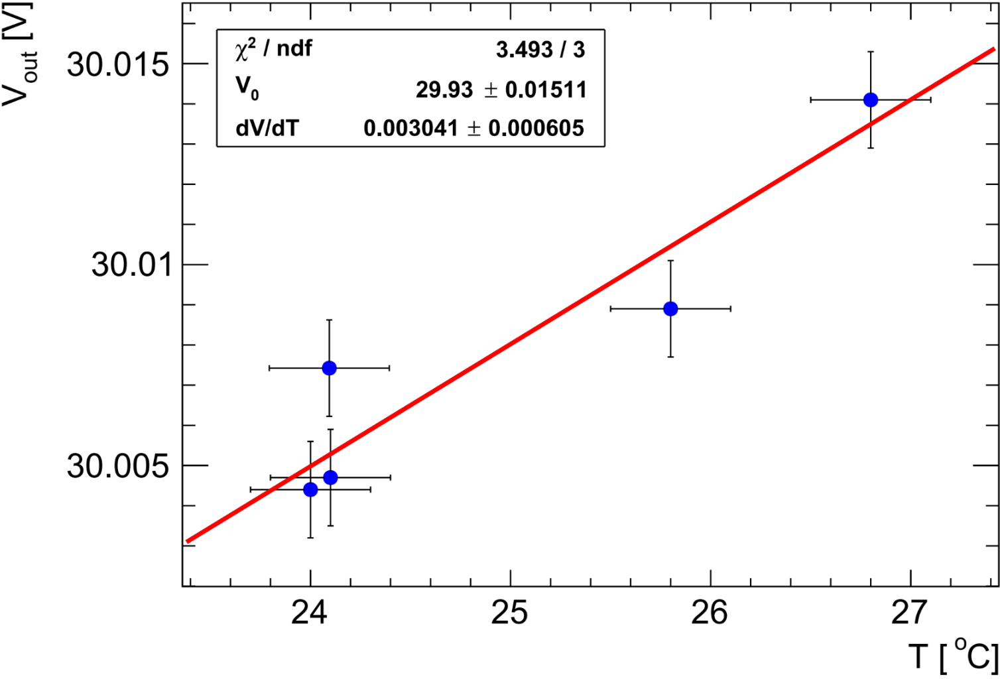 V_out [V]
30.015
30.01
30.005
χ² / ndf 3.493 / 3
V₀ 29.93 ± 0.01511
dV/dT 0.003041 ± 0.000605
24 25 26 27
T [ °C]